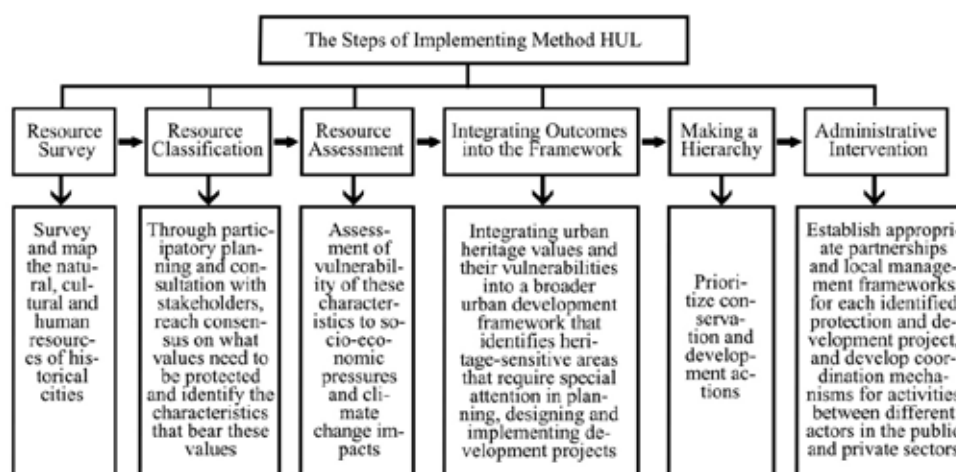 The Steps of Implementing Method HUL
Resource
Survey
Resource
Classification
Resource
Assessment
Integrating Outcomes
into the Framework
Making a
Hierarchy
Administrative
Intervention
Survey
and map
the natu-
ral, cul-
tural and
human
resourc-
es of his-
torical
cities
Through partic-
ipatory plan-
ning and con-
sultation with
stakeholders,
reach consen-
sus on what
values need to
be protected
and identify the
characteristics
that bear these
values
Assess-
ment of
vulnerabil-
ity of these
character-
istics to so-
cio-eco-
nomic
pressures
and cli-
mate
change im-
pacts
Integrating urban
heritage values and
their vulnerabilities
into a broader
urban development
framework that
identifies heri-
tage-sensitive areas
that require special
attention in plan-
ning, designing and
implementing de-
velopment projects
Priori-
tize con-
servation
and
develop-
ment ac-
tions
Establish appropri-
ate partnerships
and local manage-
ment frameworks
for each identified
protection and de-
velopment project,
and develop coor-
dination mecha-
nisms for activities
between different
actors in the public
and private sectors